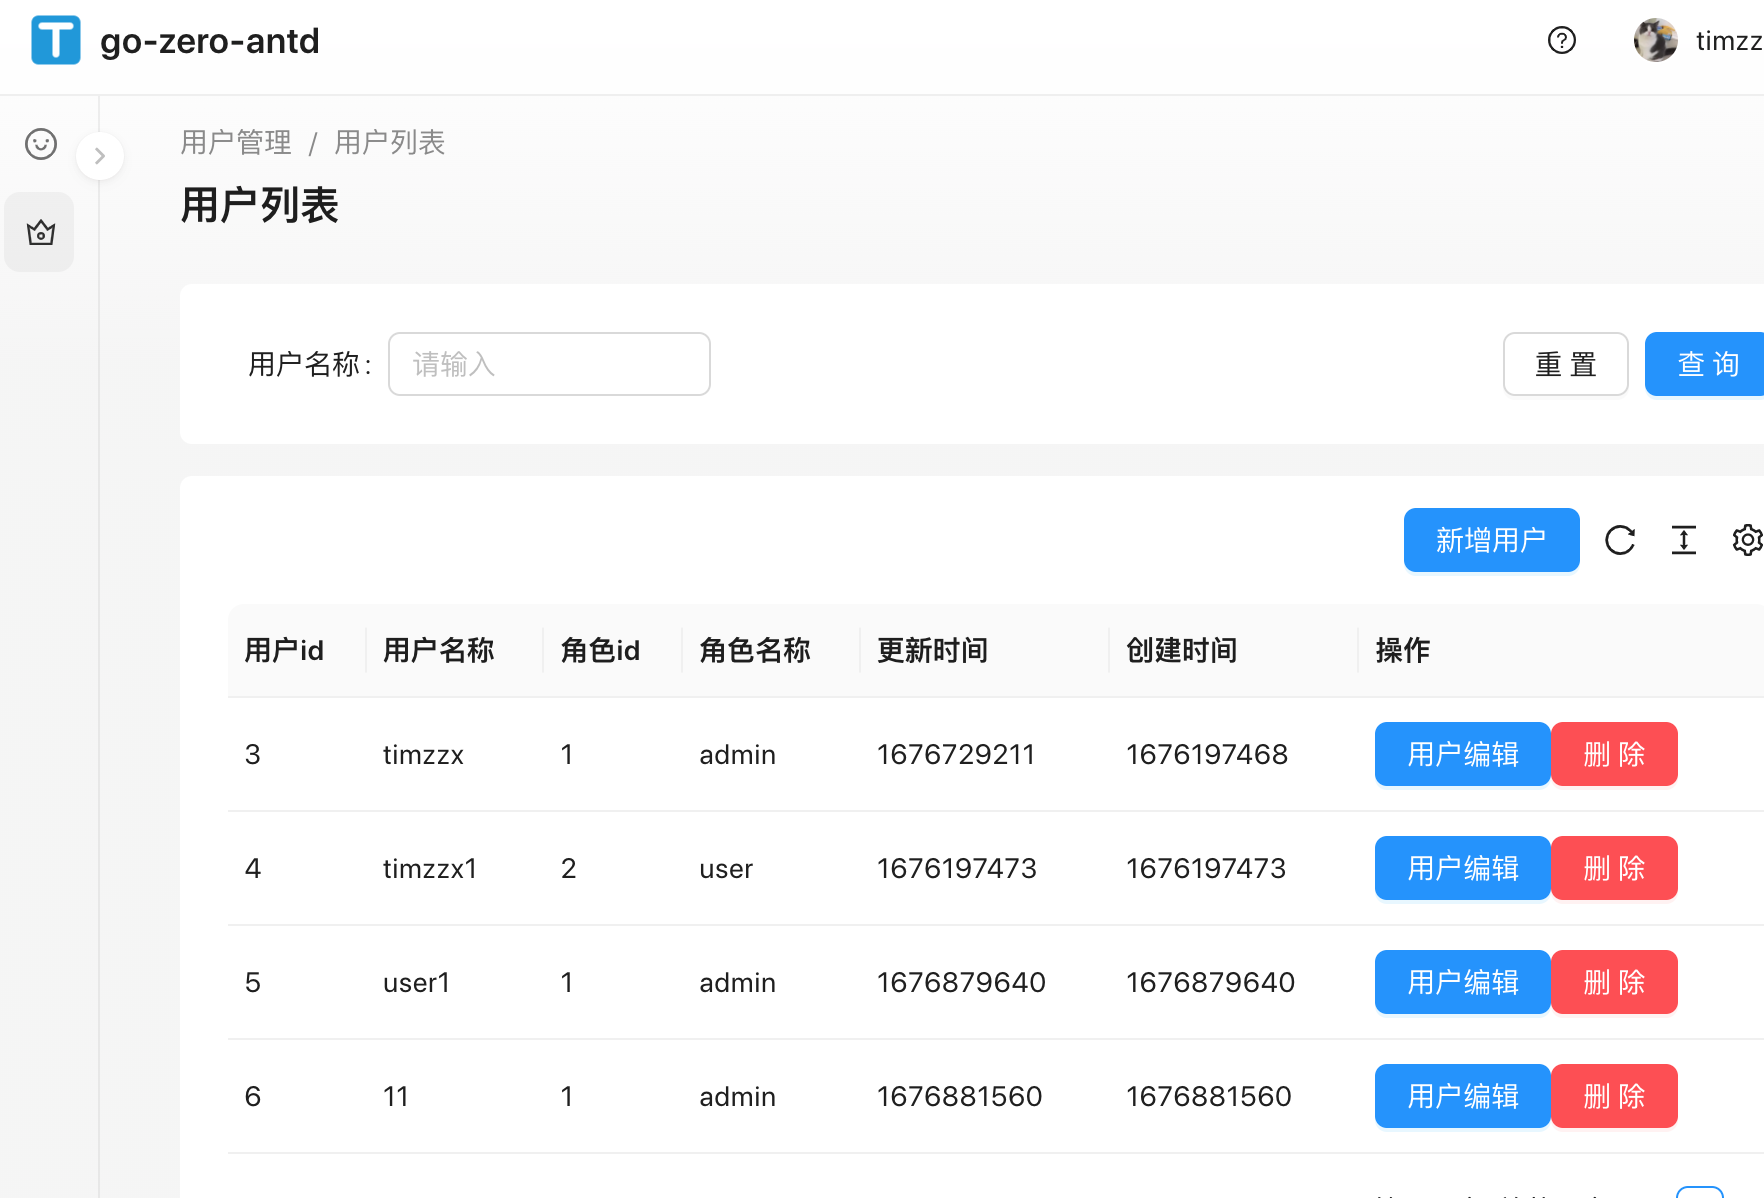 T go-zero-antd
timzz
用户管理 / 用户列表
用户列表
用户名称 : 请输入 重 置 查 询
新增用户
用户id 用户名称 角色id 角色名称 更新时间 创建时间 操作
3 timzzx 1 admin 1676729211 1676197468 用户编辑 删 除
4 timzzx1 2 user 1676197473 1676197473 用户编辑 删 除
5 user1 1 admin 1676879640 1676879640 用户编辑 删 除
6 11 1 admin 1676881560 1676881560 用户编辑 删 除